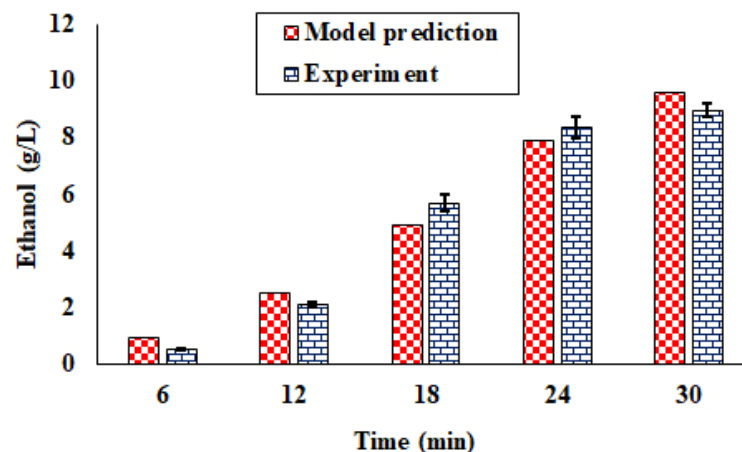 Model prediction
Experiment
12
10
8
6
4
2
0
Ethanol (g/L)
6 12 18 24 30
Time (min)